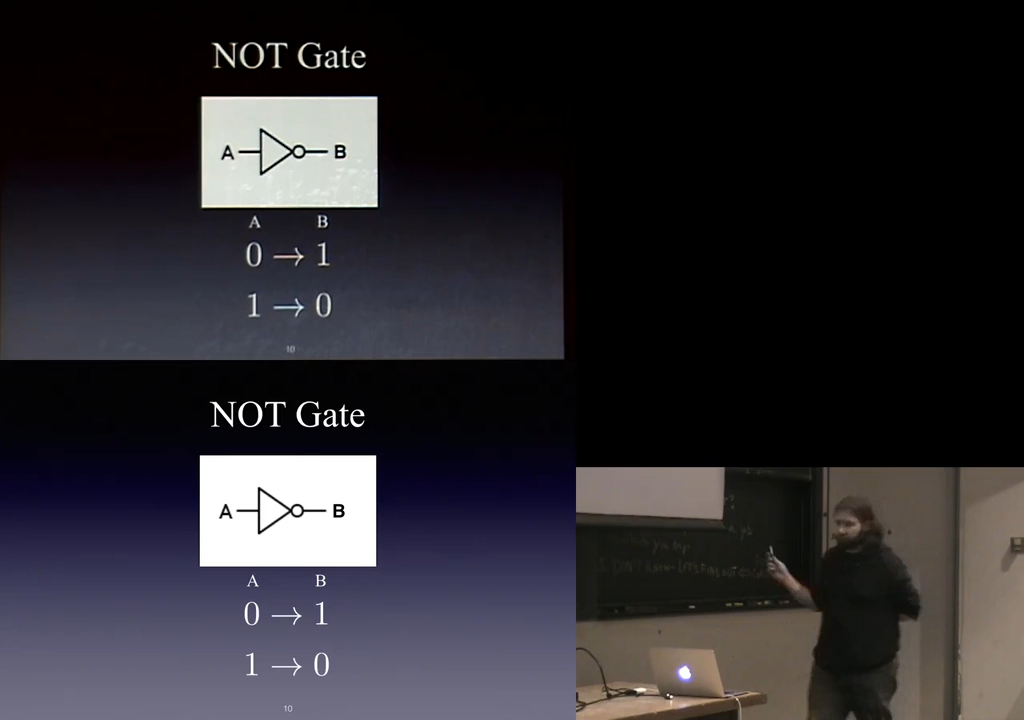 NOT Gate
A B
A B
0 → 1
1 → 0
10
NOT Gate
A B
A B
0 → 1
1 → 0
10